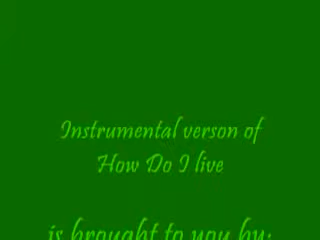 Instrumental verson of
How Do I live
is brought to you by: